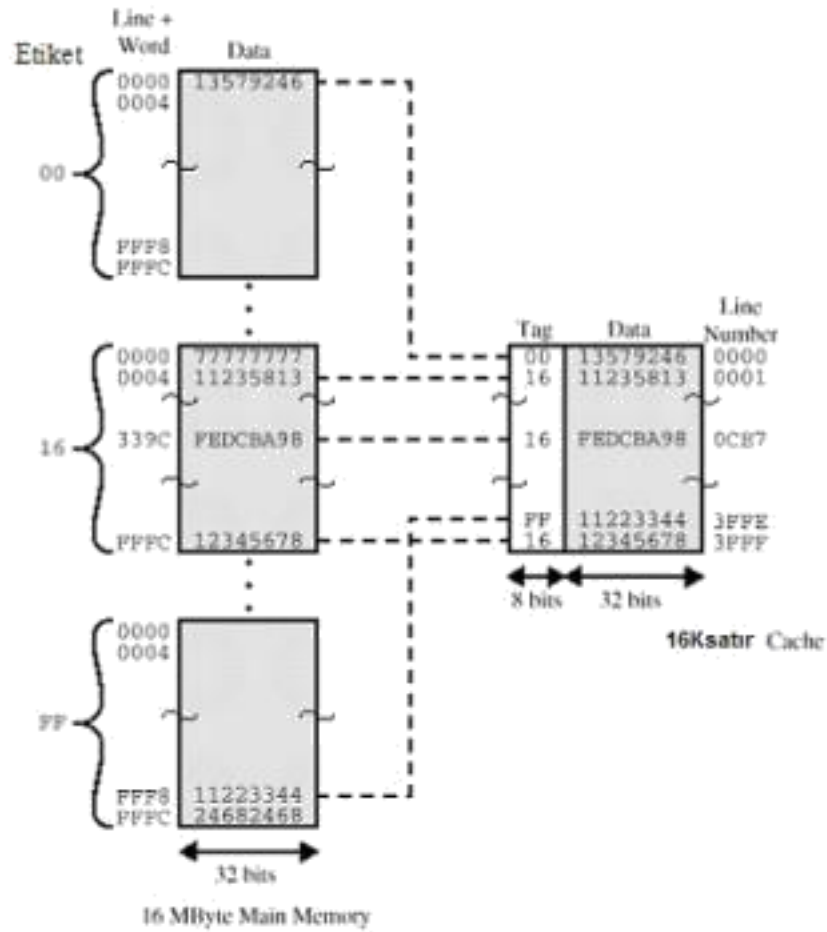 Line +
Word
Etiket
Data
0000 13579246
0004
00
FFF8
FFFC
0000 77777777
0004 11235813
16
339C FEDCBA98
FFFC 12345678
0000
0004
FF
FFF8 11223344
FFFC 24682468
32 bits
16 MByte Main Memory
Line
Number
Tag Data
00 13579246 0000
16 11235813 0001
16 FEDCBA98 0CE7
FF 11223344 3FFE
16 12345678 3FFF
8 bits 32 bits
16Ksatır Cache